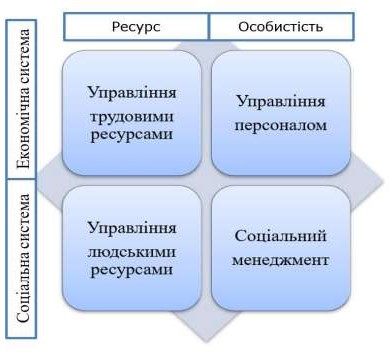 Ресурс
Особистість
Економічна система
Управління
трудовими
ресурсами
Управління
персоналом
Соціальна система
Управління
людськими
ресурсами
Соціальний
менеджмент